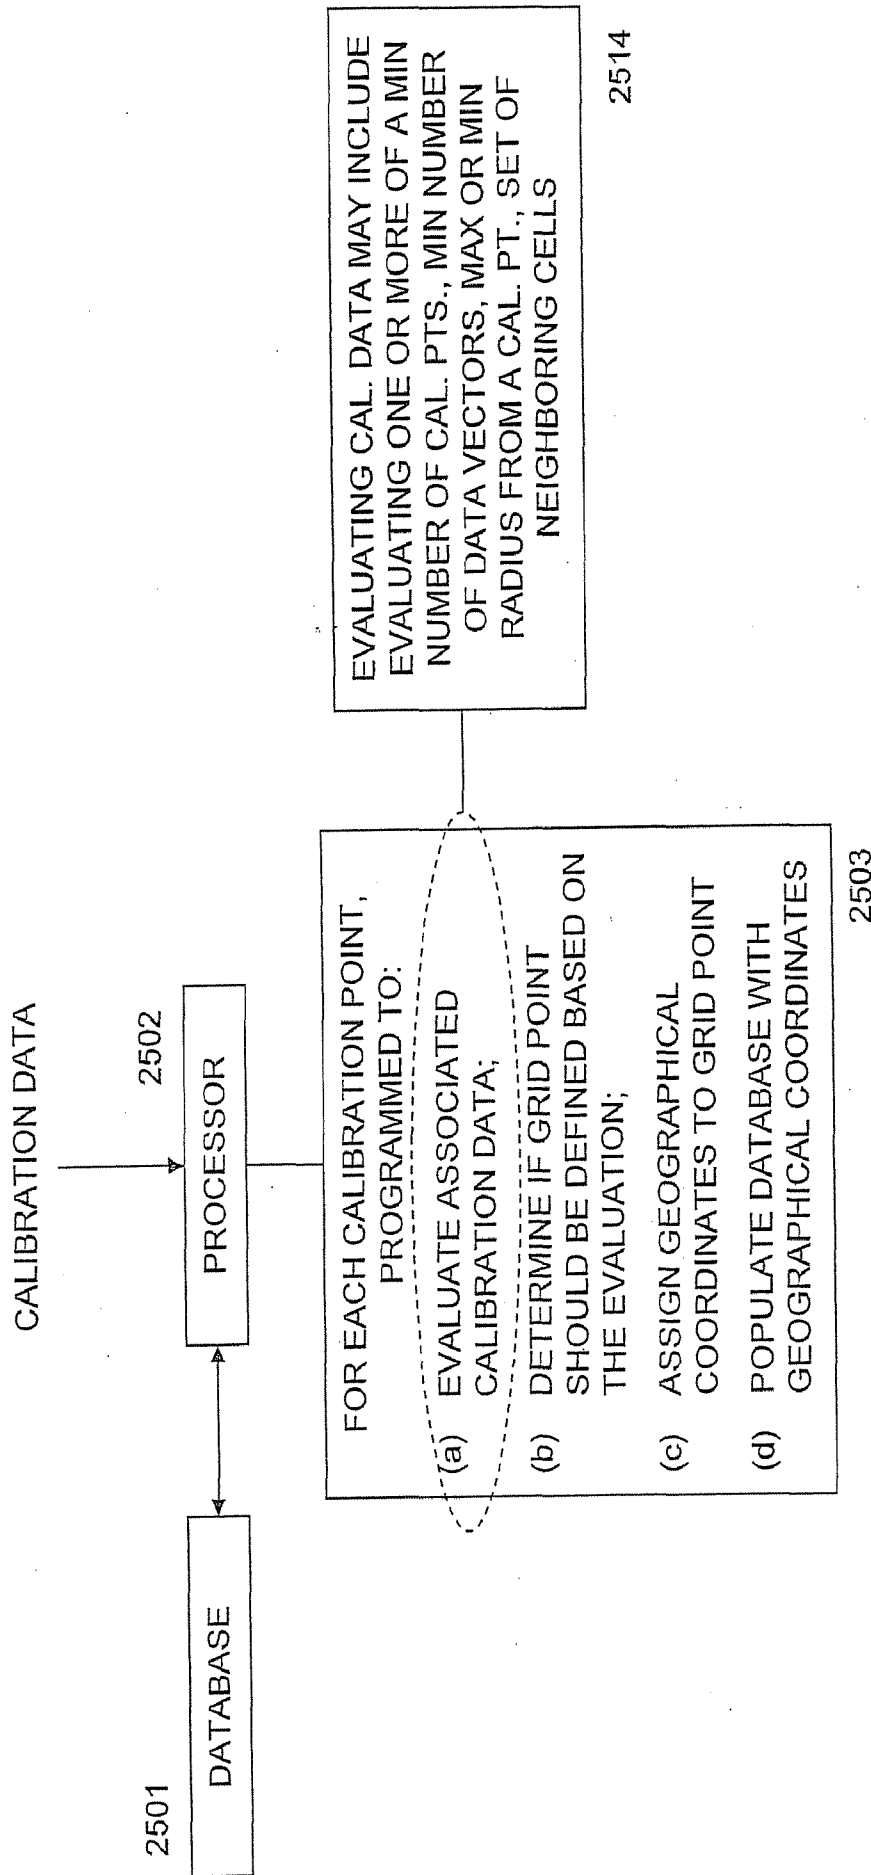 CALIBRATION DATA
2501
DATABASE
2502
PROCESSOR
FOR EACH CALIBRATION POINT,
PROGRAMMED TO:
(a) EVALUATE ASSOCIATED
CALIBRATION DATA;
(b) DETERMINE IF GRID POINT
SHOULD BE DEFINED BASED ON
THE EVALUATION;
(c) ASSIGN GEOGRAPHICAL
COORDINATES TO GRID POINT
(d) POPULATE DATABASE WITH
GEOGRAPHICAL COORDINATES
2503
EVALUATING CAL. DATA MAY INCLUDE
EVALUATING ONE OR MORE OF A MIN
NUMBER OF CAL. PTS., MIN NUMBER
OF DATA VECTORS, MAX OR MIN
RADIUS FROM A CAL. PT., SET OF
NEIGHBORING CELLS
2514